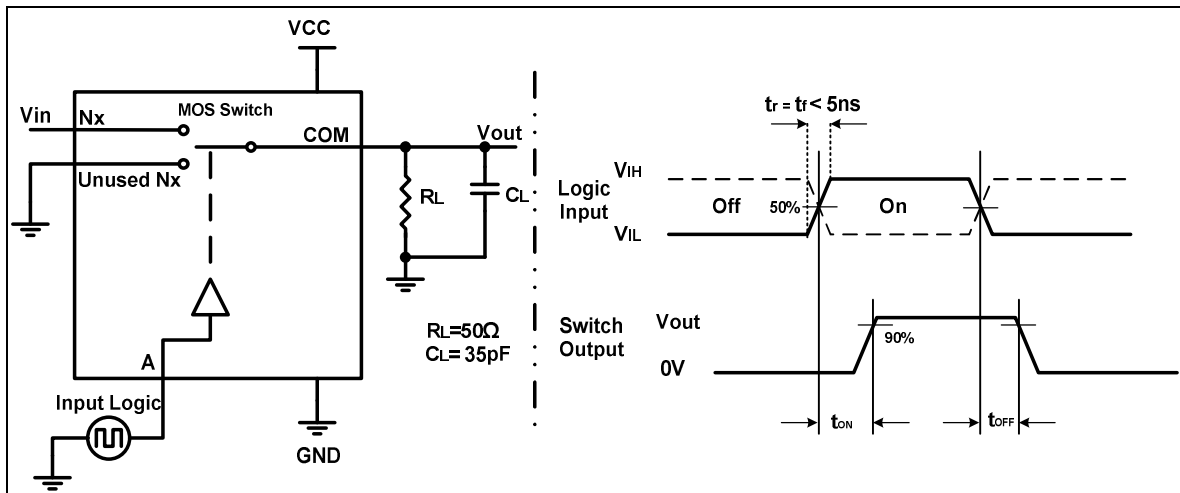 VCC
Vin
Nx
MOS Switch
COM
Vout
Unused Nx
RL
CL
A
Input Logic
GND
RL=50Ω
CL= 35pF
tr = tf < 5ns
Logic
Input
VIH
VIL
Off
50%
On
Switch
Output
Vout
0V
90%
tON
tOFF